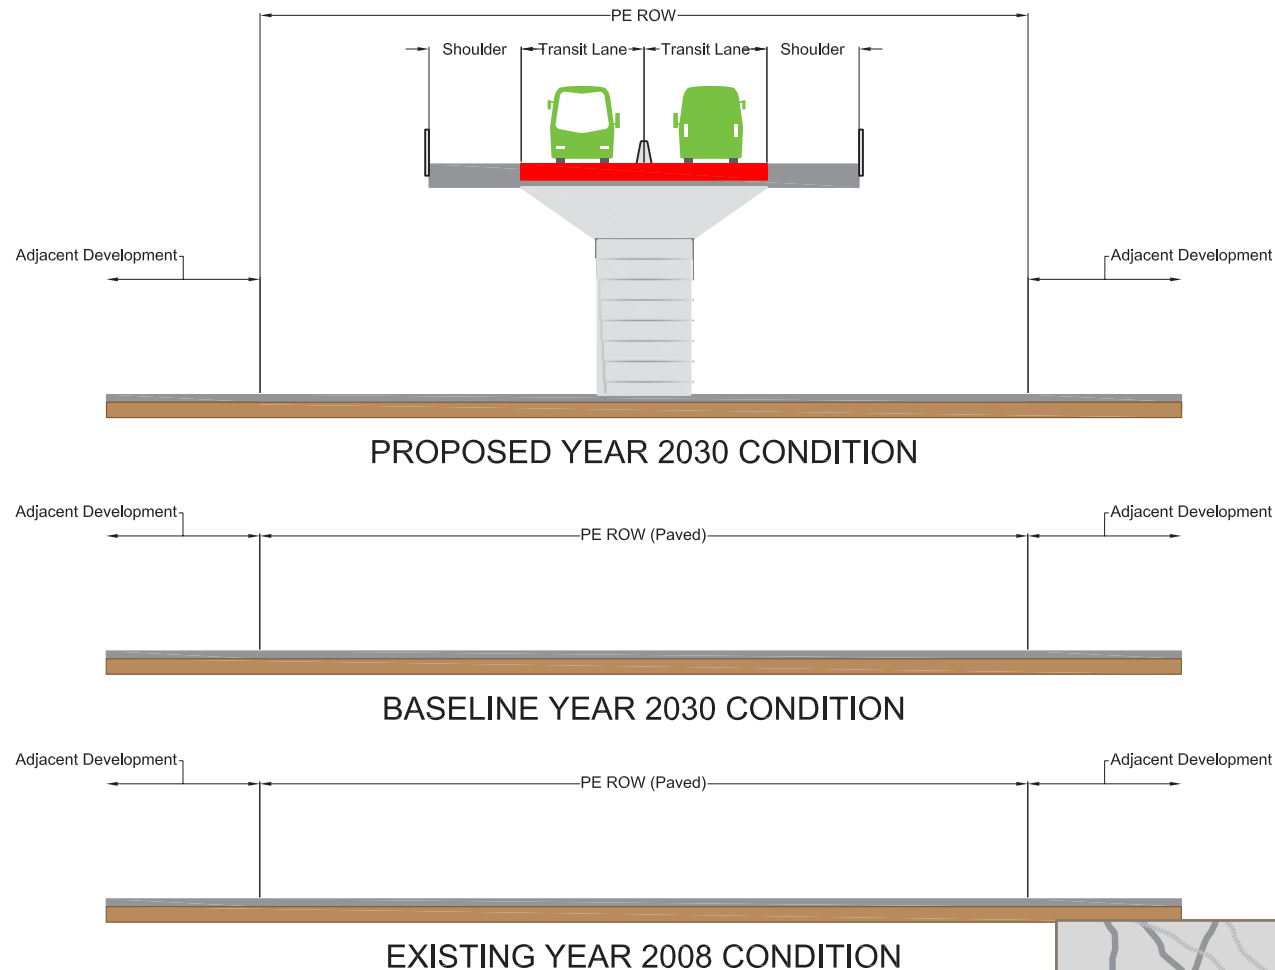 PE ROW
Shoulder Transit Lane Transit Lane Shoulder
Adjacent Development Adjacent Development
PROPOSED YEAR 2030 CONDITION
Adjacent Development Adjacent Development
PE ROW (Paved)
BASELINE YEAR 2030 CONDITION
Adjacent Development Adjacent Development
PE ROW (Paved)
EXISTING YEAR 2008 CONDITION